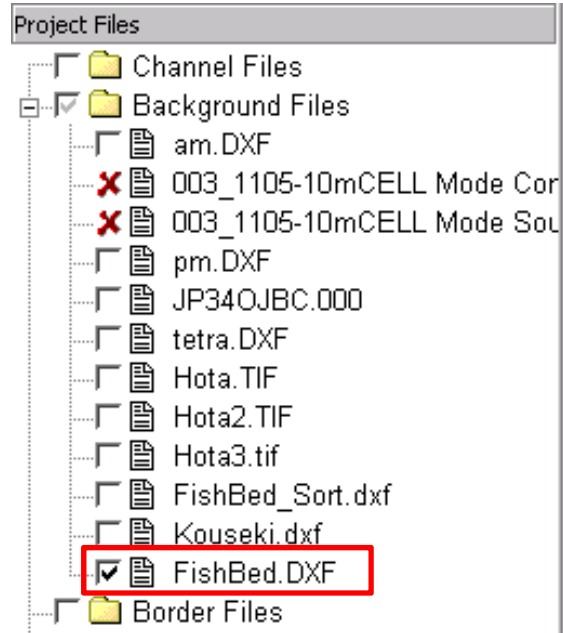 Project Files
Channel Files
Background Files
am.DXF
003_1105-10mCELL Mode Cor
003_1105-10mCELL Mode Sou
pm.DXF
JP34OJBC.000
tetra.DXF
Hota.TIF
Hota2.TIF
Hota3.tif
FishBed_Sort.dxf
Kouseki.dxf
FishBed.DXF
Border Files